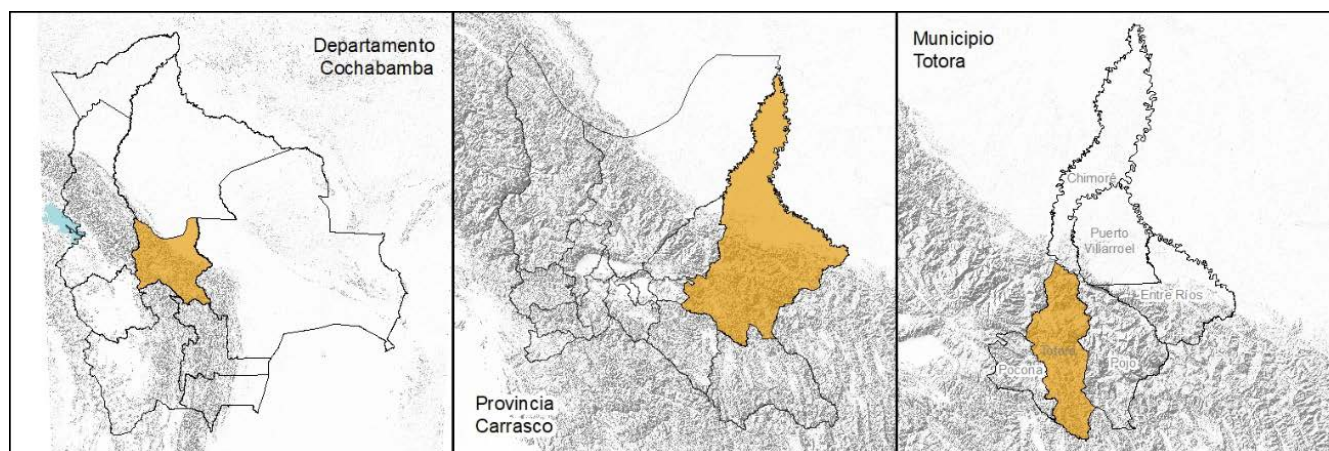 Departamento
Cochabamba
Provincia
Carrasco
Municipio
Totora
Chimoré
Puerto
Villarroel
Entre Ríos
Totora
Pocona
Pojo